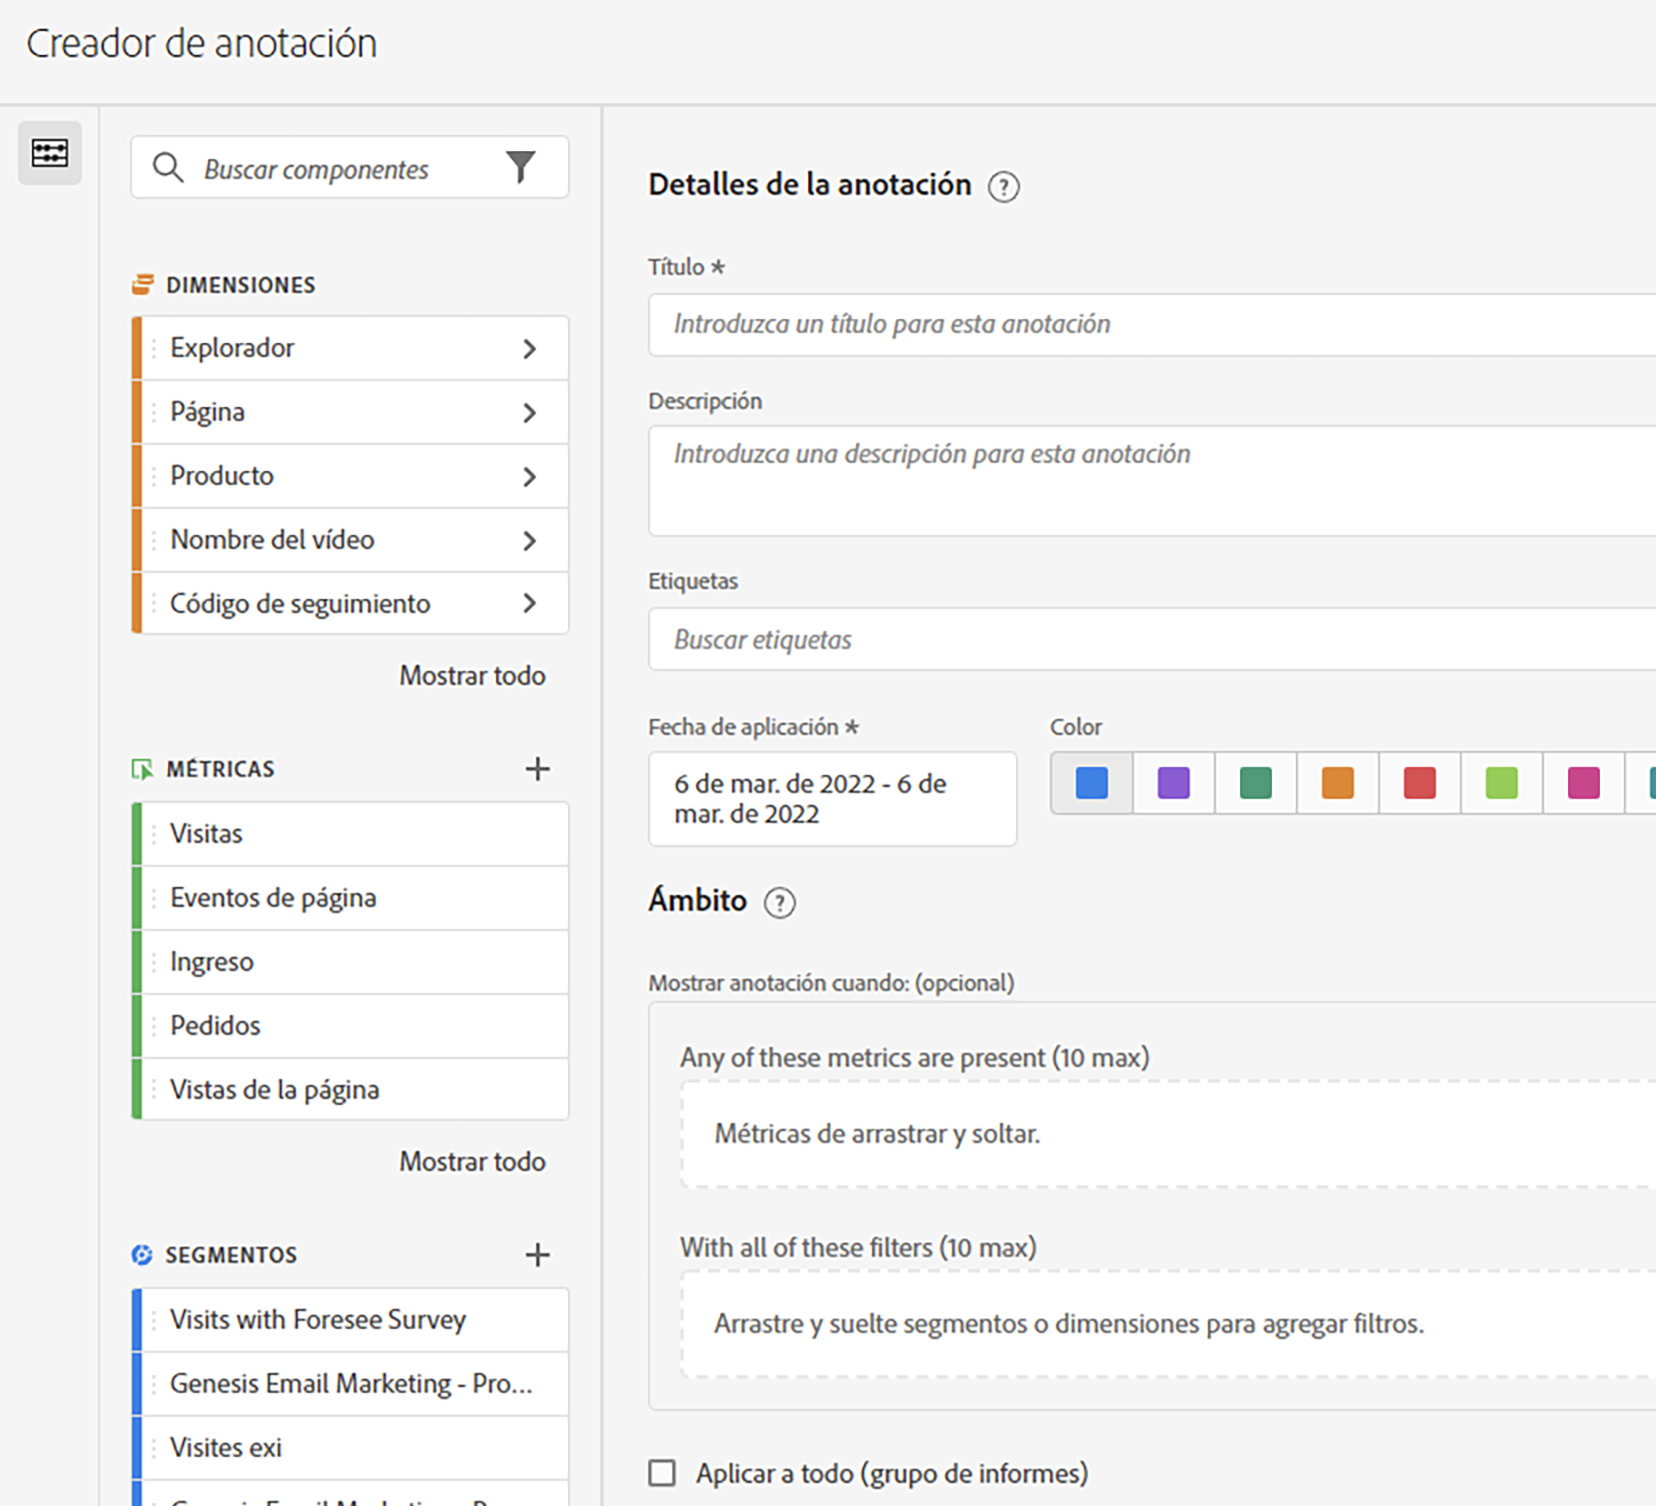 Creador de anotación
Buscar componentes
DIMENSIONES
Explorador
Página
Producto
Nombre del vídeo
Código de seguimiento
Mostrar todo
MÉTRICAS
Visitas
Eventos de página
Ingreso
Pedidos
Vistas de la página
Mostrar todo
SEGMENTOS
Visits with Foresee Survey
Genesis Email Marketing - Pro...
Visites exi
Detalles de la anotación ?
Título *
Introduzca un título para esta anotación
Descripción
Introduzca una descripción para esta anotación
Etiquetas
Buscar etiquetas
Fecha de aplicación *
6 de mar. de 2022 - 6 de
mar. de 2022
Color
Ámbito ?
Mostrar anotación cuando: (opcional)
Any of these metrics are present (10 max)
Métricas de arrastrar y soltar.
With all of these filters (10 max)
Arrastre y suelte segmentos o dimensiones para agregar filtros.
Aplicar a todo (grupo de informes)